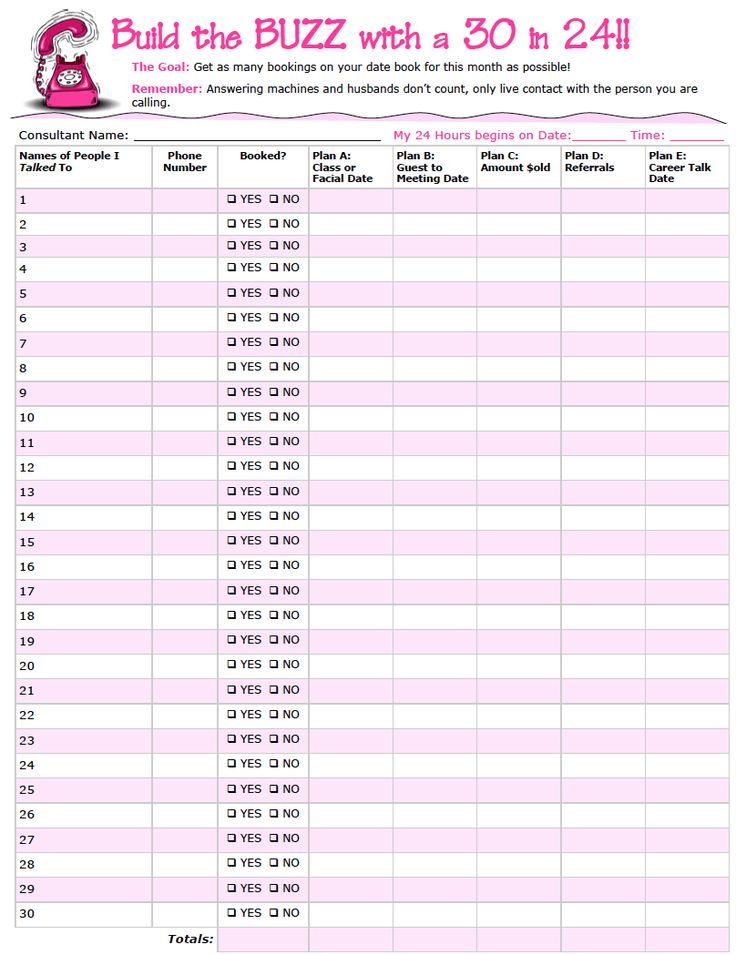 Build the BUZZ with a 30 in 24!!
The Goal: Get as many bookings on your date book for this month as possible!
Remember: Answering machines and husbands don't count, only live contact with the person you are
calling.
Consultant Name: ______ My 24 Hours begins on Date:______ Time: ______
Names of People I Talked To Phone Number Booked? Plan A: Class or Facial Date Plan B: Guest to Meeting Date Plan C: Amount $old Plan D: Referrals Plan E: Career Talk Date
1 ❑ YES ❑ NO
2 ❑ YES ❑ NO
3 ❑ YES ❑ NO
4 ❑ YES ❑ NO
5 ❑ YES ❑ NO
6 ❑ YES ❑ NO
7 ❑ YES ❑ NO
8 ❑ YES ❑ NO
9 ❑ YES ❑ NO
10 ❑ YES ❑ NO
11 ❑ YES ❑ NO
12 ❑ YES ❑ NO
13 ❑ YES ❑ NO
14 ❑ YES ❑ NO
15 ❑ YES ❑ NO
16 ❑ YES ❑ NO
17 ❑ YES ❑ NO
18 ❑ YES ❑ NO
19 ❑ YES ❑ NO
20 ❑ YES ❑ NO
21 ❑ YES ❑ NO
22 ❑ YES ❑ NO
23 ❑ YES ❑ NO
24 ❑ YES ❑ NO
25 ❑ YES ❑ NO
26 ❑ YES ❑ NO
27 ❑ YES ❑ NO
28 ❑ YES ❑ NO
29 ❑ YES ❑ NO
30 ❑ YES ❑ NO
Totals: